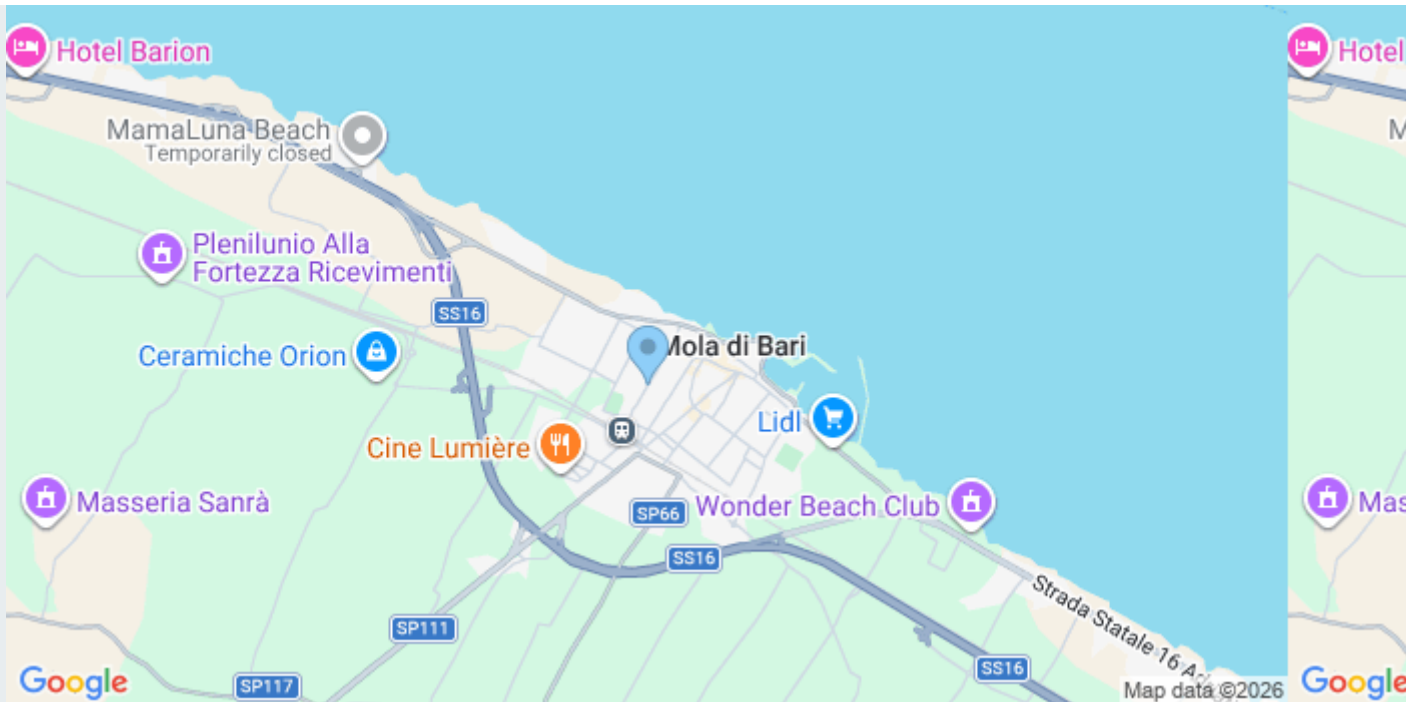 Hotel Barion
Hotel
MamaLuna Beach
Temporarily closed
Plenilunio Alla
Fortezza Ricevimenti
SS16
Mola di Bari
Ceramiche Orion
Lidl
Cine Lumière
Masseria Sanrà
SP66
Wonder Beach Club
Mas
SS16
Strada Statale 16
SP111
SS16
Google
SP117
Map data ©2026
Google